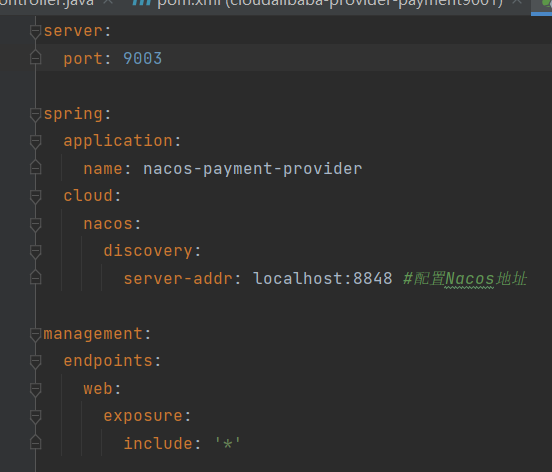 ontroller.java
pom.xml (cloudalibaba-provider-payment9001)
server:
  port: 9003
spring:
  application:
    name: nacos-payment-provider
  cloud:
    nacos:
      discovery:
        server-addr: localhost:8848 #配置Nacos地址
management:
  endpoints:
    web:
      exposure:
        include: '*'